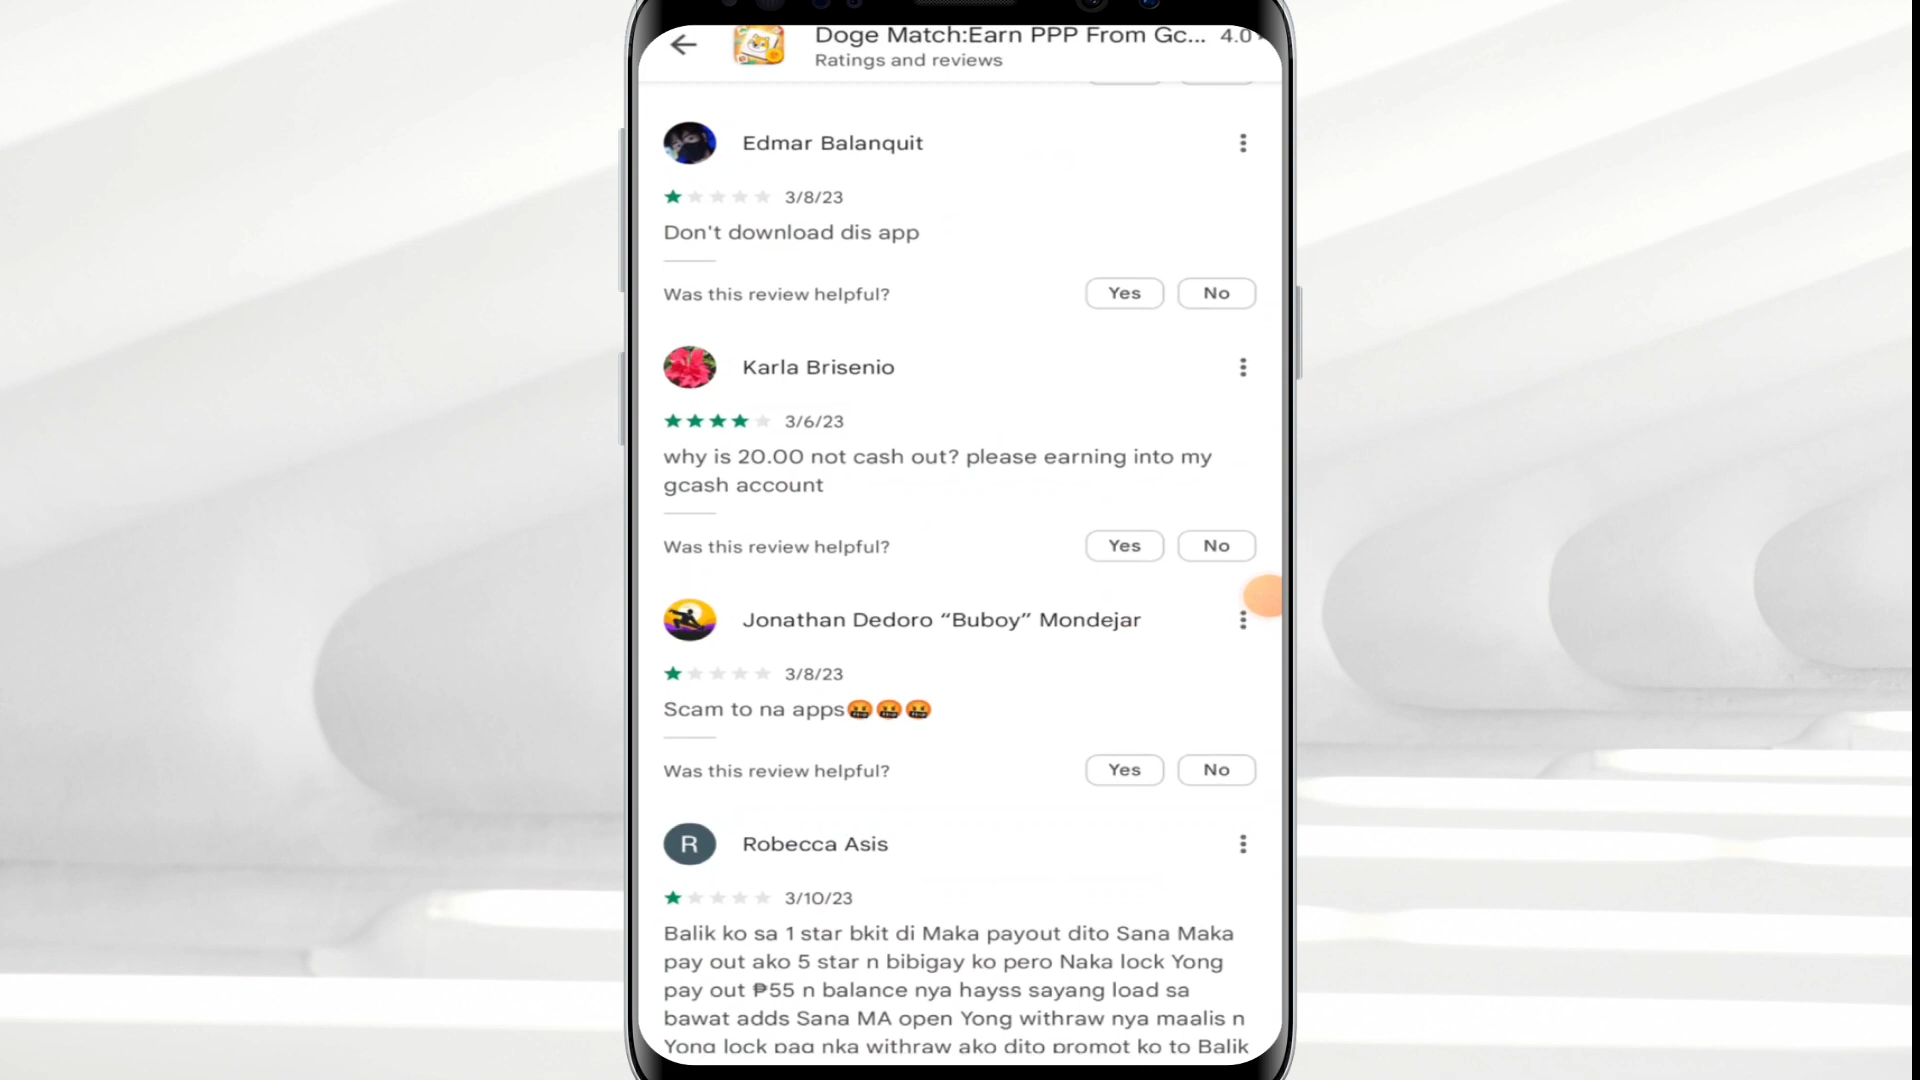 Doge Match:Earn PPP From Gc... 4.0
Ratings and reviews
Edmar Balanquit
3/8/23
Don't download dis app
Was this review helpful? Yes No
Karla Brisenio
3/6/23
why is 20.00 not cash out? please earning into my
gcash account
Was this review helpful? Yes No
Jonathan Dedoro “Buboy” Mondejar
3/8/23
Scam to na apps🤬🤬🤬
Was this review helpful? Yes No
R Robecca Asis
3/10/23
Balik ko sa 1 star bkit di Maka payout dito Sana Maka
pay out ako 5 star n bibigay ko pero Naka lock Yong
pay out ₱55 n balance nya hayss sayang load sa
bawat adds Sana MA open Yong withraw nya maalis n
Yong lock pag nka withraw ako dito promot ko to Balik